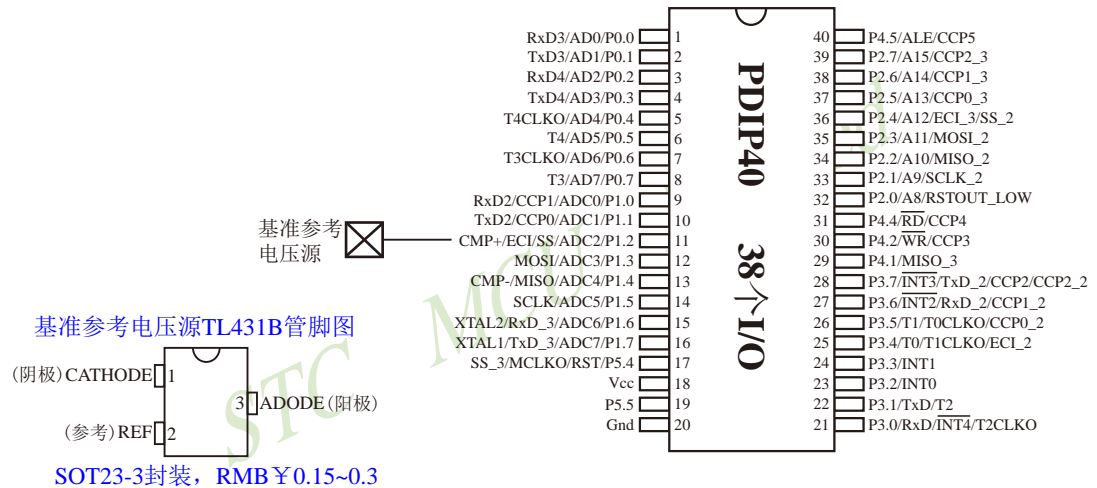 RxD3/AD0/P0.0 1
TxD3/AD1/P0.1 2
RxD4/AD2/P0.2 3
TxD4/AD3/P0.3 4
T4CLKO/AD4/P0.4 5
T4/AD5/P0.5 6
T3CLKO/AD6/P0.6 7
T3/AD7/P0.7 8
RxD2/CCP1/ADC0/P1.0 9
TxD2/CCP0/ADC1/P1.1 10
CMP+/ECI/SS/ADC2/P1.2 11
MOSI/ADC3/P1.3 12
CMP-/MISO/ADC4/P1.4 13
SCLK/ADC5/P1.5 14
XTAL2/RxD_3/ADC6/P1.6 15
XTAL1/TxD_3/ADC7/P1.7 16
SS_3/MCLKO/RST/P5.4 17
Vcc 18
P5.5 19
Gnd 20
PDIP40 38个I/O
40 P4.5/ALE/CCP5
39 P2.7/A15/CCP2_3
38 P2.6/A14/CCP1_3
37 P2.5/A13/CCP0_3
36 P2.4/A12/ECI_3/SS_2
35 P2.3/A11/MOSI_2
34 P2.2/A10/MISO_2
33 P2.1/A9/SCLK_2
32 P2.0/A8/RSTOUT_LOW
31 P4.4/RD/CCP4
30 P4.2/WR/CCP3
29 P4.1/MISO_3
28 P3.7/INT3/TxD_2/CCP2/CCP2_2
27 P3.6/INT2/RxD_2/CCP1_2
26 P3.5/T1/T0CLKO/CCP0_2
25 P3.4/T0/T1CLKO/ECI_2
24 P3.3/INT1
23 P3.2/INT0
22 P3.1/TxD/T2
21 P3.0/RxD/INT4/T2CLKO
基准参考
电压源
基准参考电压源TL431B管脚图
(阴极)CATHODE 1
3 ADODE(阳极)
(参考)REF 2
SOT23-3封装，RMB￥0.15~0.3
STC MCU